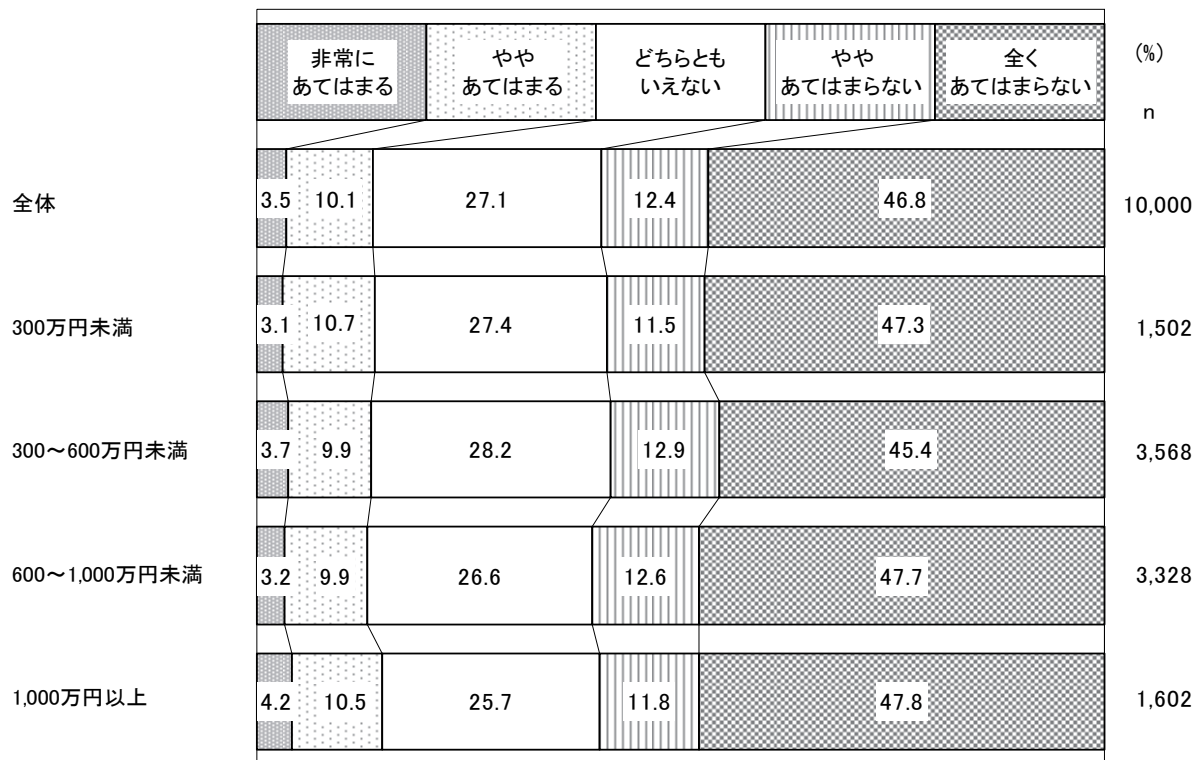 非常に
あてはまる
やや
あてはまる
どちらとも
いえない
やや
あてはまらない
全く
あてはまらない
(%)
n
全体
3.5 10.1 27.1 12.4 46.8 10,000
300万円未満
3.1 10.7 27.4 11.5 47.3 1,502
300～600万円未満
3.7 9.9 28.2 12.9 45.4 3,568
600～1,000万円未満
3.2 9.9 26.6 12.6 47.7 3,328
1,000万円以上
4.2 10.5 25.7 11.8 47.8 1,602